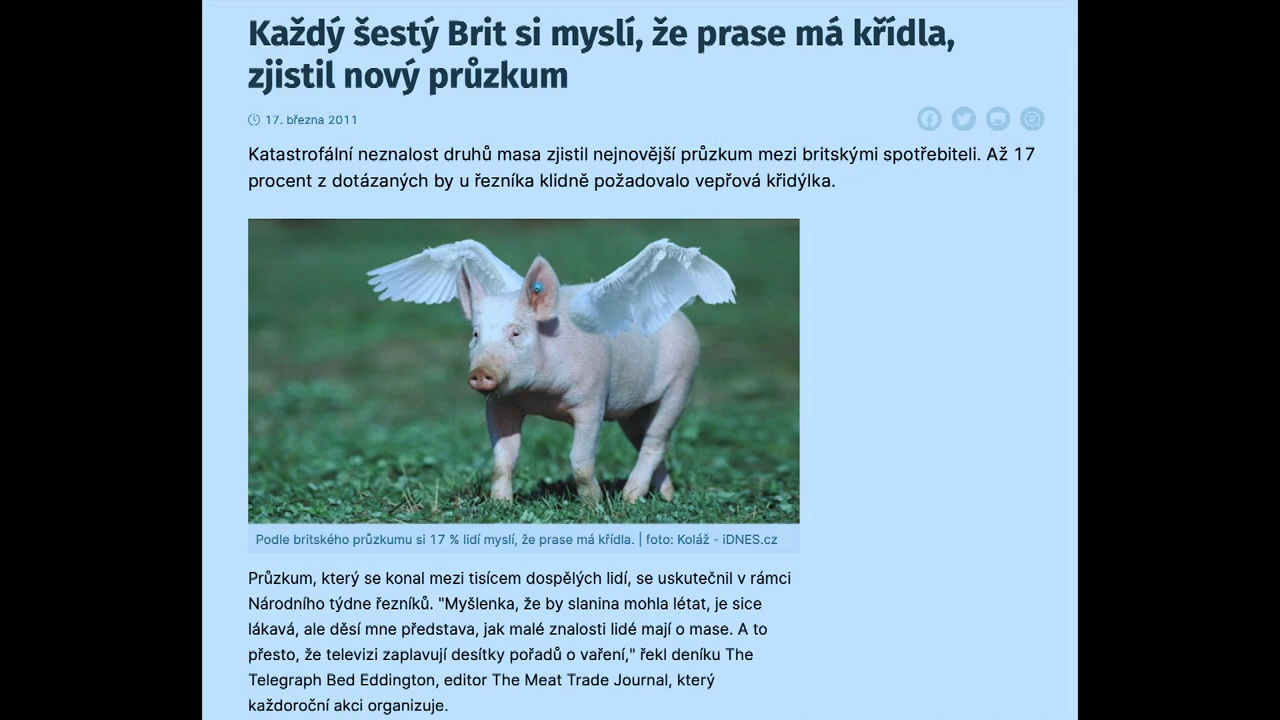 Každý šestý Brit si myslí, že prase má křídla,
zjistil nový průzkum
17. března 2011
Katastrofální neznalost druhů masa zjistil nejnovější průzkum mezi britskými spotřebiteli. Až 17
procent z dotázaných by u řezníka klidně požadovalo vepřová křidýlka.
Podle britského průzkumu si 17 % lidí myslí, že prase má křídla. | foto: Koláž - iDNES.cz
Průzkum, který se konal mezi tisícem dospělých lidí, se uskutečnil v rámci
Národního týdne řezníků. "Myšlenka, že by slanina mohla létat, je sice
lákavá, ale děsí mne představa, jak malé znalosti lidé mají o mase. A to
přesto, že televizi zaplavují desítky pořadů o vaření," řekl deníku The
Telegraph Bed Eddington, editor The Meat Trade Journal, který
každoroční akci organizuje.